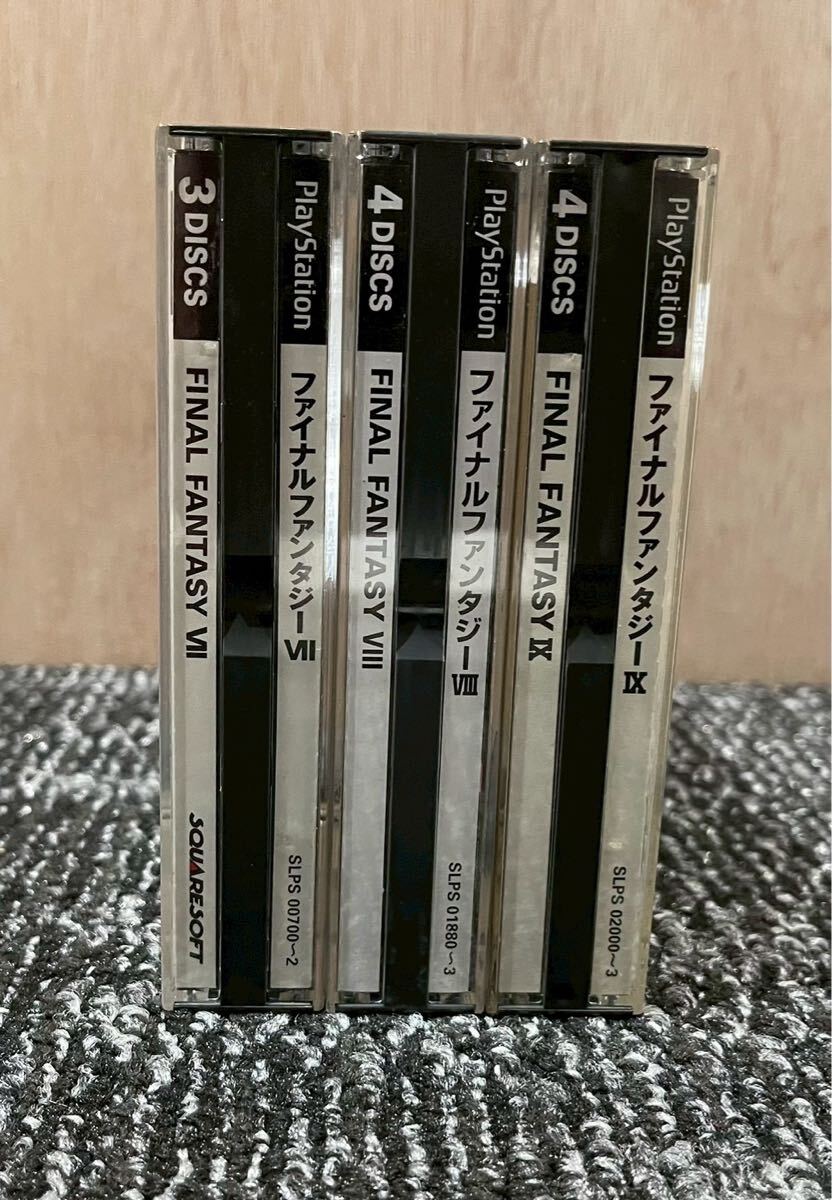 3 DISCS
FINAL FANTASY VII
SQUARESOFT
PlayStation
ファイナルファンタジーVII
SLPS 00700～2
4 DISCS
FINAL FANTASY VIII
PlayStation
ファイナルファンタジーVIII
SLPS 01880～3
4 DISCS
FINAL FANTASY IX
PlayStation
ファイナルファンタジーIX
SLPS 02000～3